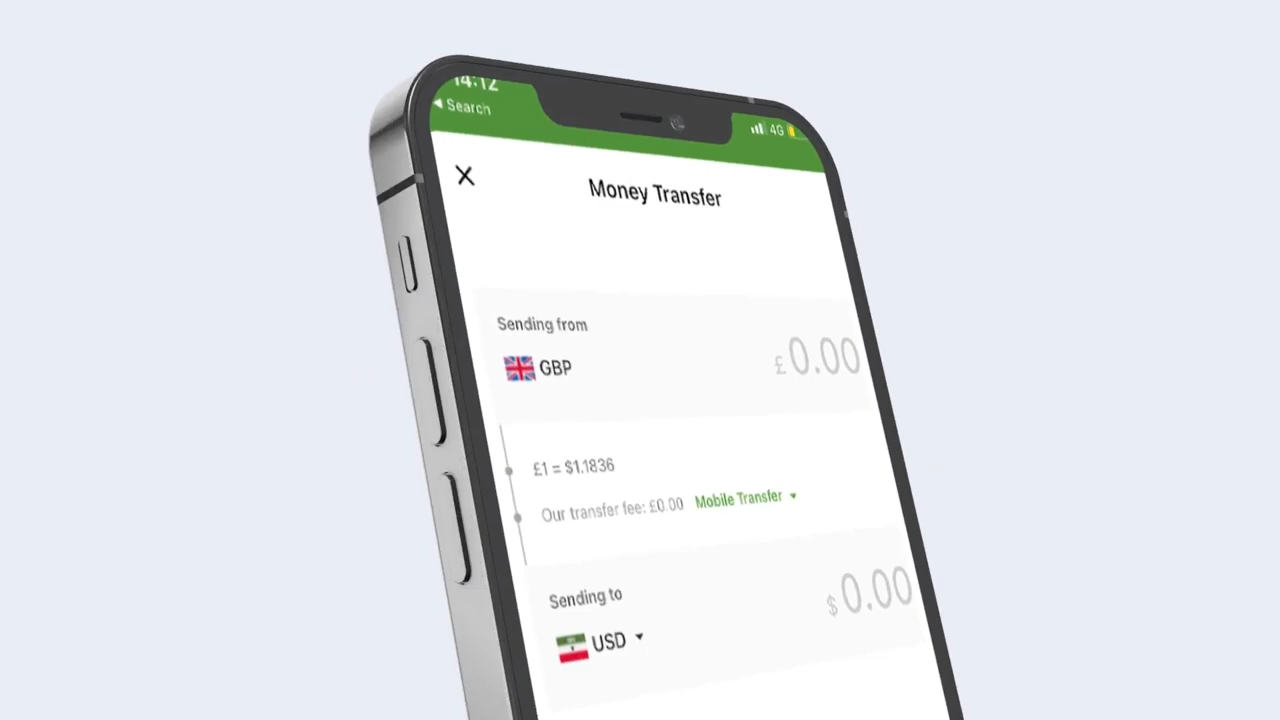 14:12
Search
4G
Money Transfer
Sending from
GBP
£0.00
£1 = $1.1836
Our transfer fee: £0.00 Mobile Transfer
Sending to
$0.00
USD